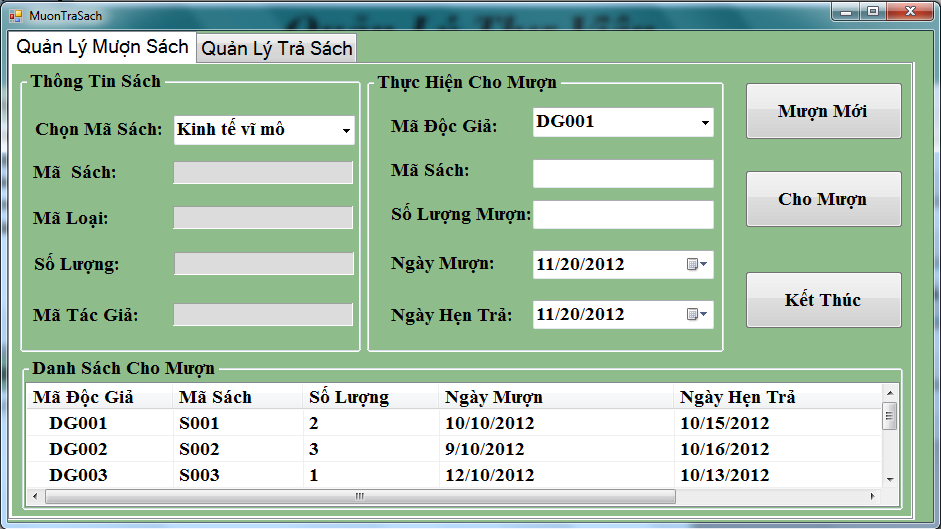 MuonTraSach
Quản Lý Thư Viện
Quản Lý Mượn Sách
Quản Lý Trả Sách
Thông Tin Sách
Chọn Mã Sách: Kinh tế vĩ mô
Mã Sách:
Mã Loại:
Số Lượng:
Mã Tác Giả:
Thực Hiện Cho Mượn
Mã Độc Giả: DG001
Mã Sách:
Số Lượng Mượn:
Ngày Mượn: 11/20/2012
Ngày Hẹn Trả: 11/20/2012
Mượn Mới
Cho Mượn
Kết Thúc
Danh Sách Cho Mượn
Mã Độc Giả Mã Sách Số Lượng Ngày Mượn Ngày Hẹn Trả
DG001 S001 2 10/10/2012 10/15/2012
DG002 S002 3 9/10/2012 10/16/2012
DG003 S003 1 12/10/2012 10/13/2012